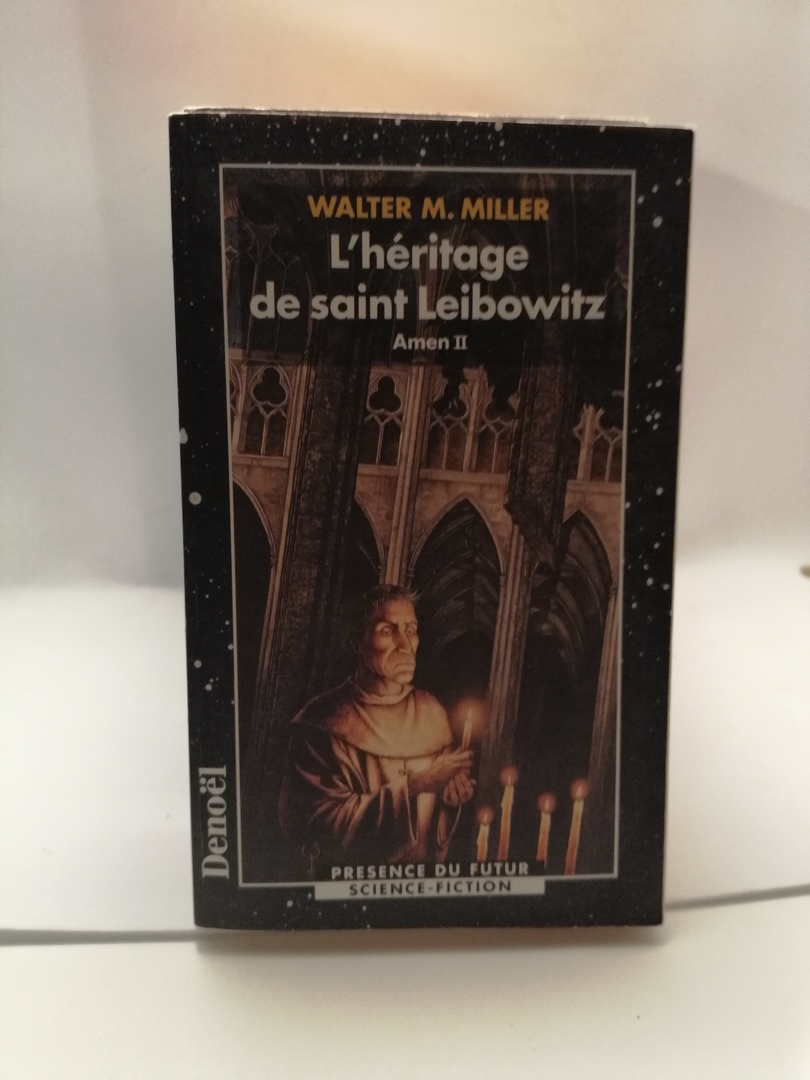 WALTER M. MILLER
L'héritage
de saint Leibowitz
Amen II
Denoël
PRESENCE DU FUTUR
SCIENCE-FICTION